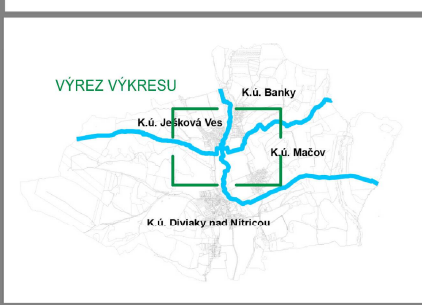 VÝREZ VÝKRESU
K.ú. Banky
K.ú. Ješková Ves
K.ú. Mačov
K.ú. Diviaky nad Nitricou